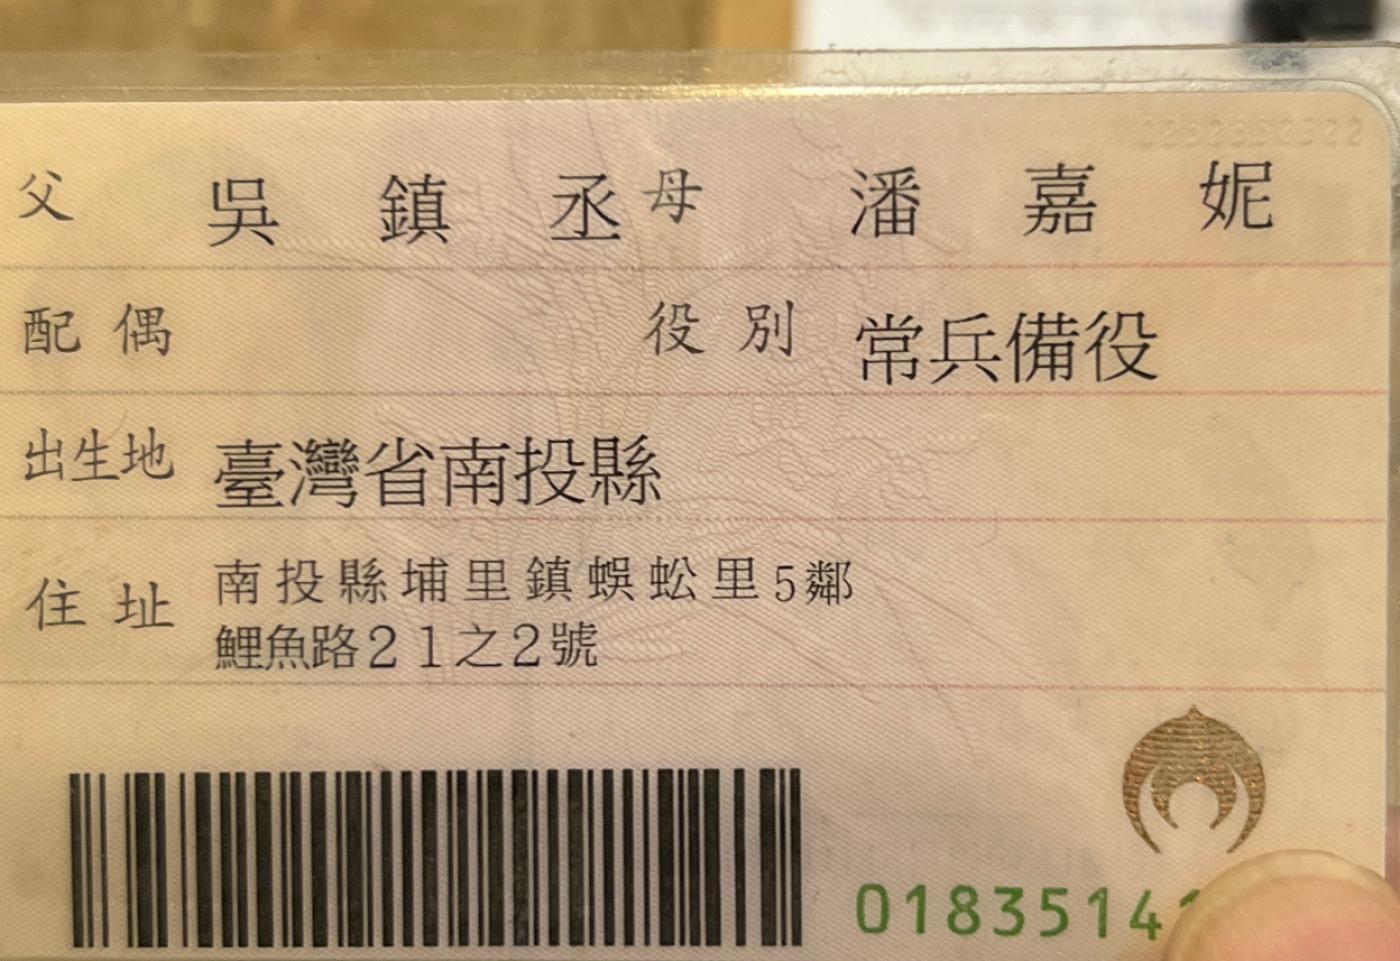 父 吳鎮丞 母 潘嘉妮
配偶 役別 常兵備役
出生地 臺灣省南投縣
住址 南投縣埔里鎮蜈蚣里5鄰
鯉魚路21之2號
01835141